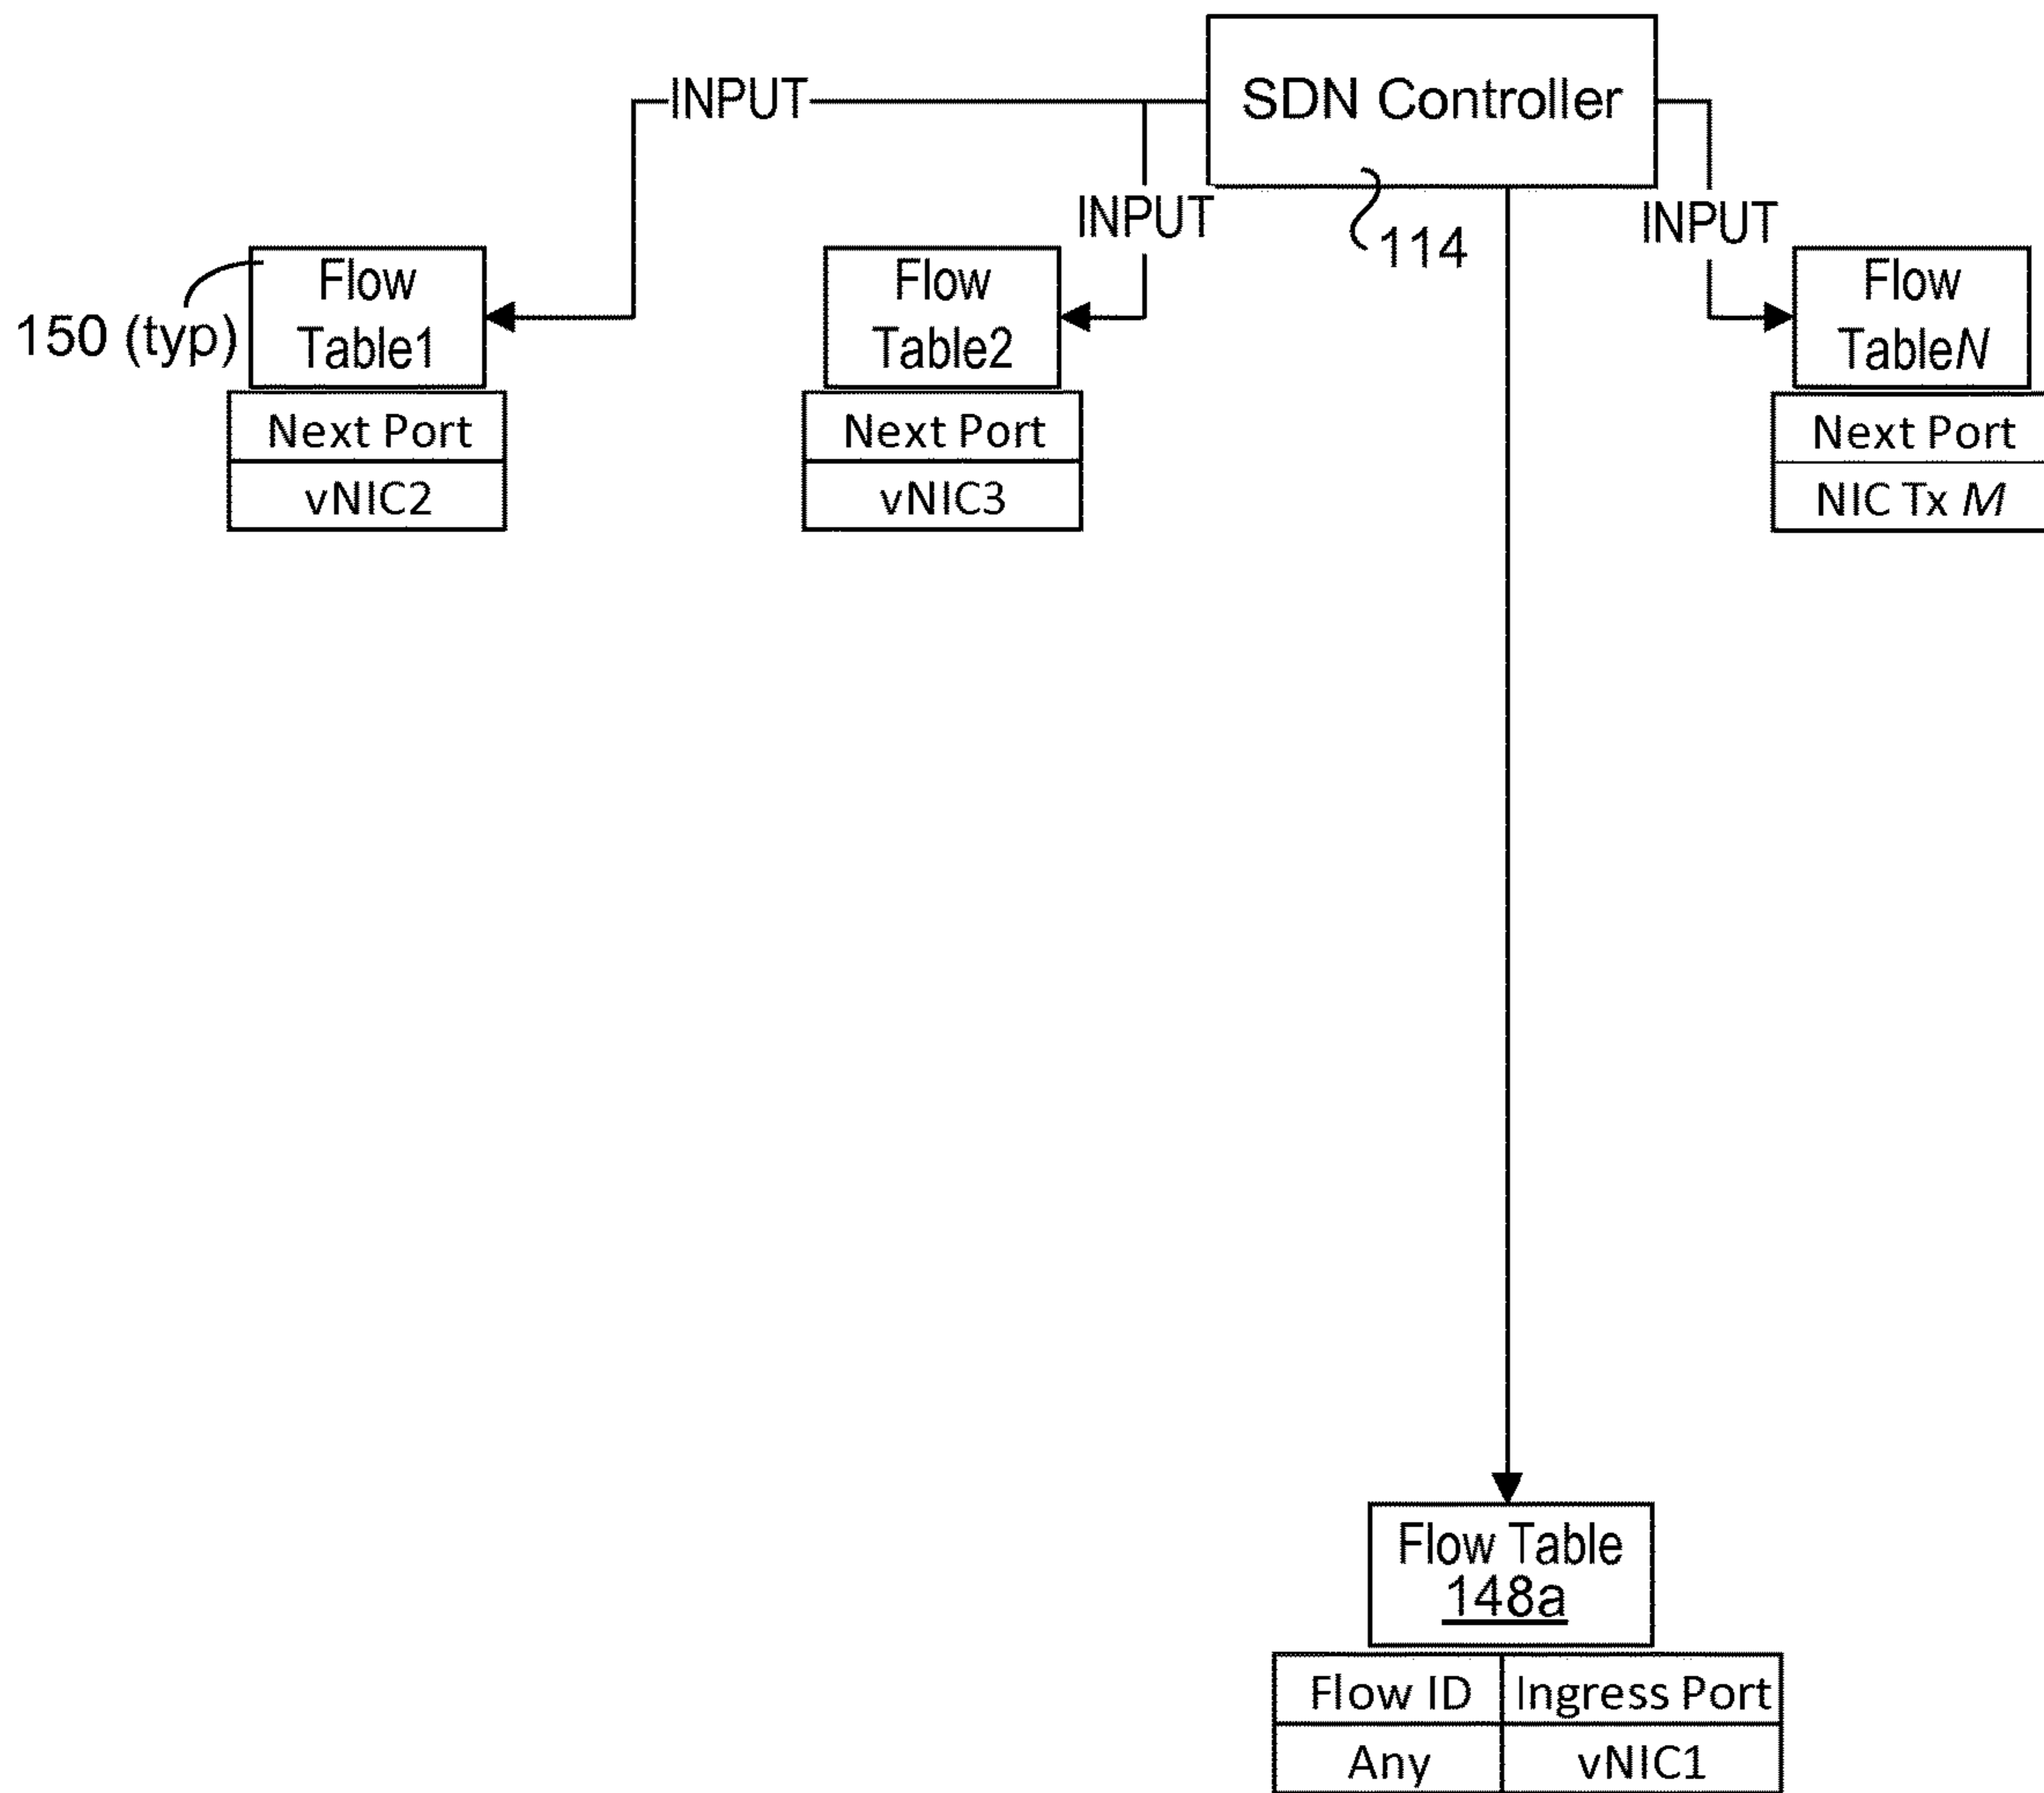 INPUT
SDN Controller
INPUT
114
INPUT
150 (typ)
Flow
Table1
Next Port
vNIC2
Flow
Table2
Next Port
vNIC3
Flow
TableN
Next Port
NIC Tx M
Flow Table
148a
Flow ID Ingress Port
Any vNIC1